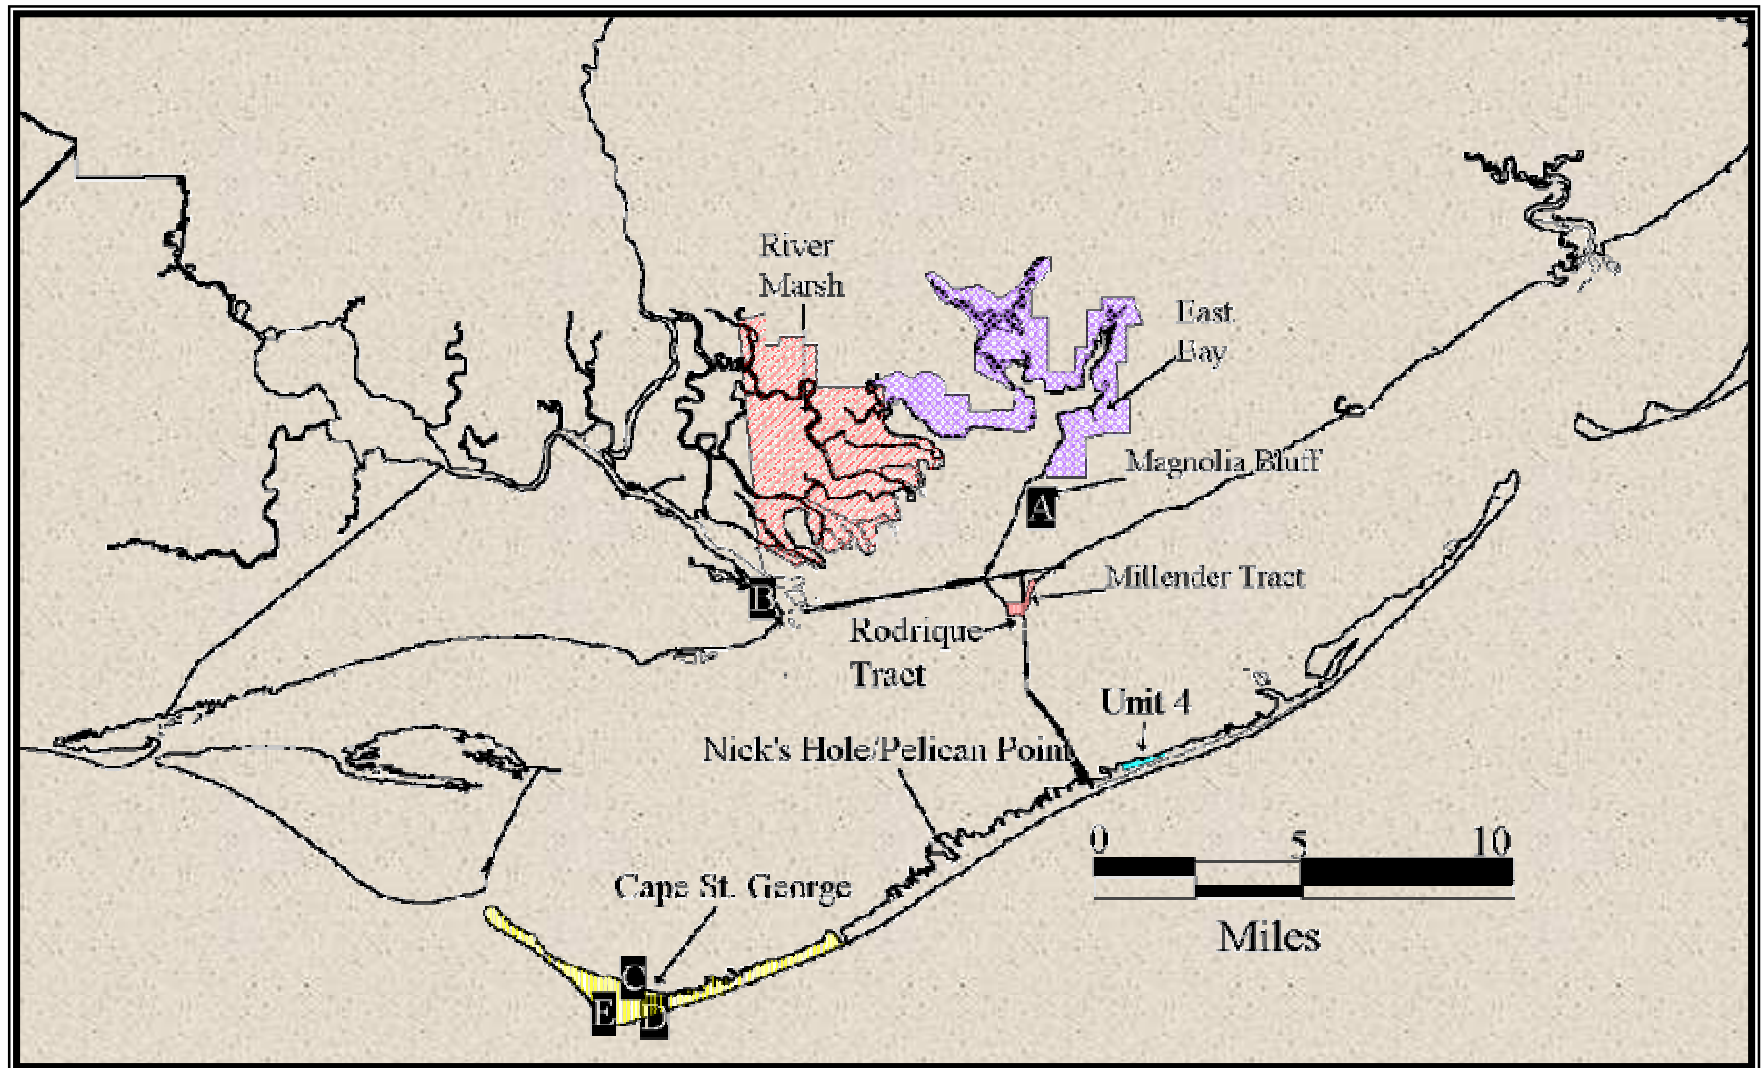 River
Marsh
East
Bay
Magnolia Bluff
A
Millender Tract
B
Rodrique
Tract
Unit 4
Nick's Hole/Pelican Point
0 5 10
Miles
Cape St. George
C
E D